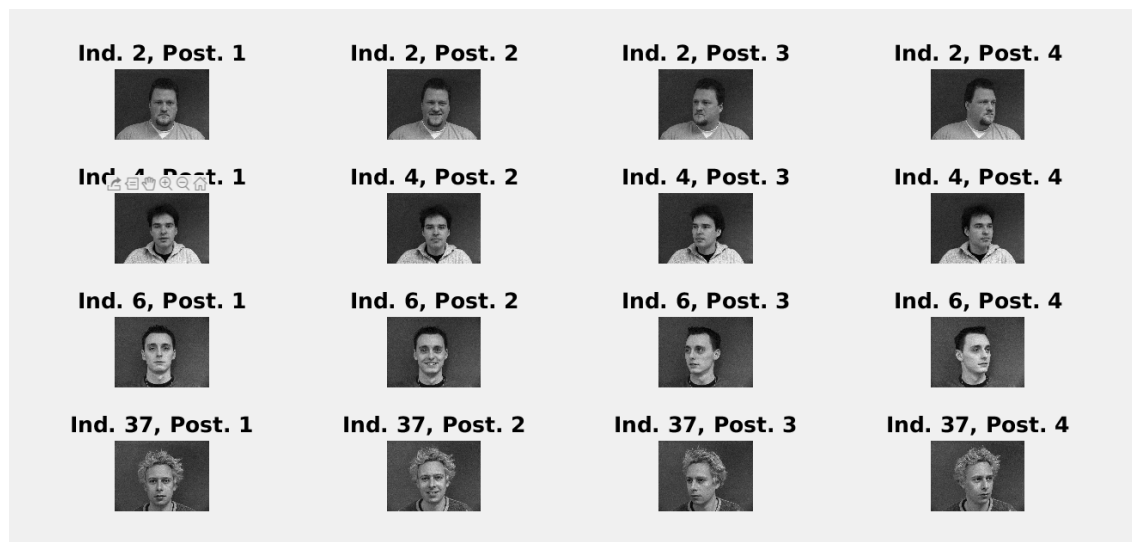 Ind. 2, Post. 1
Ind. 2, Post. 2
Ind. 2, Post. 3
Ind. 2, Post. 4
Ind. 4, Post. 1
Ind. 4, Post. 2
Ind. 4, Post. 3
Ind. 4, Post. 4
Ind. 6, Post. 1
Ind. 6, Post. 2
Ind. 6, Post. 3
Ind. 6, Post. 4
Ind. 37, Post. 1
Ind. 37, Post. 2
Ind. 37, Post. 3
Ind. 37, Post. 4